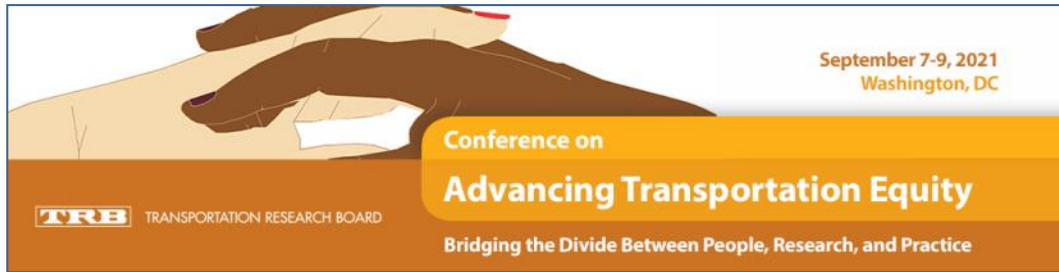 September 7-9, 2021
Washington, DC
Conference on
Advancing Transportation Equity
TRB TRANSPORTATION RESEARCH BOARD
Bridging the Divide Between People, Research, and Practice